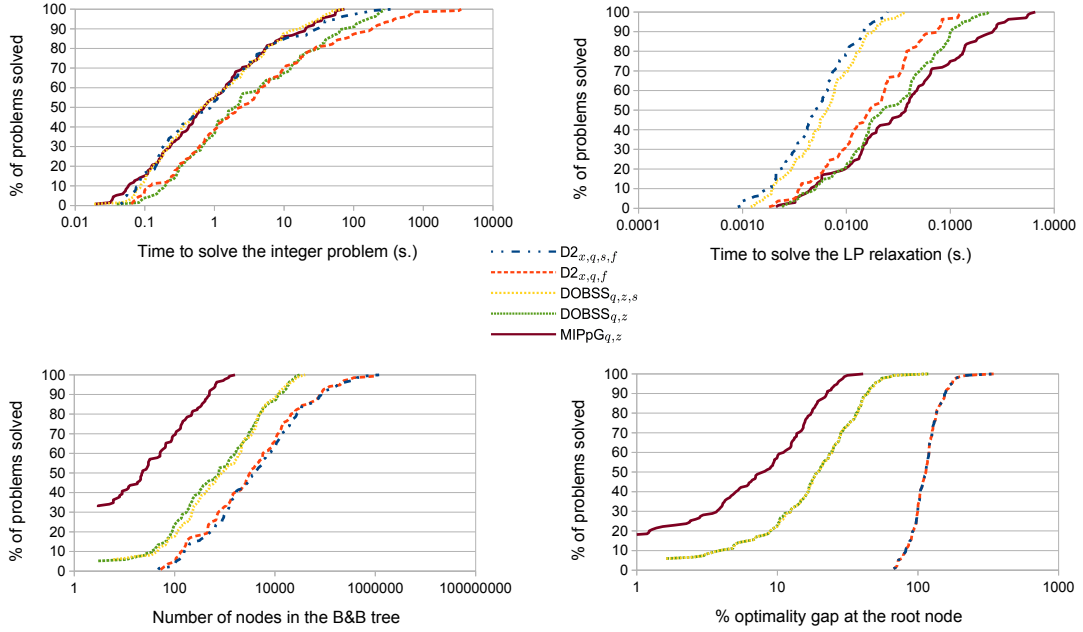 % of problems solved
100
90
80
70
60
50
40
30
20
10
0
0.01 0.1 1 10 100 1000 10000
Time to solve the integer problem (s.)
% of problems solved
100
90
80
70
60
50
40
30
20
10
0
0.0001 0.0010 0.0100 0.1000 1.0000
Time to solve the LP relaxation (s.)
D2x,q,s,f
D2x,q,f
DOBSSq,z,s
DOBSSq,z
MIPpGq,z
% of problems solved
100
90
80
70
60
50
40
30
20
10
0
100 10000 1000000 100000000
Number of nodes in the B&B tree
% of problems solved
100
90
80
70
60
50
40
30
20
10
0
1 10 100 1000
% optimality gap at the root node